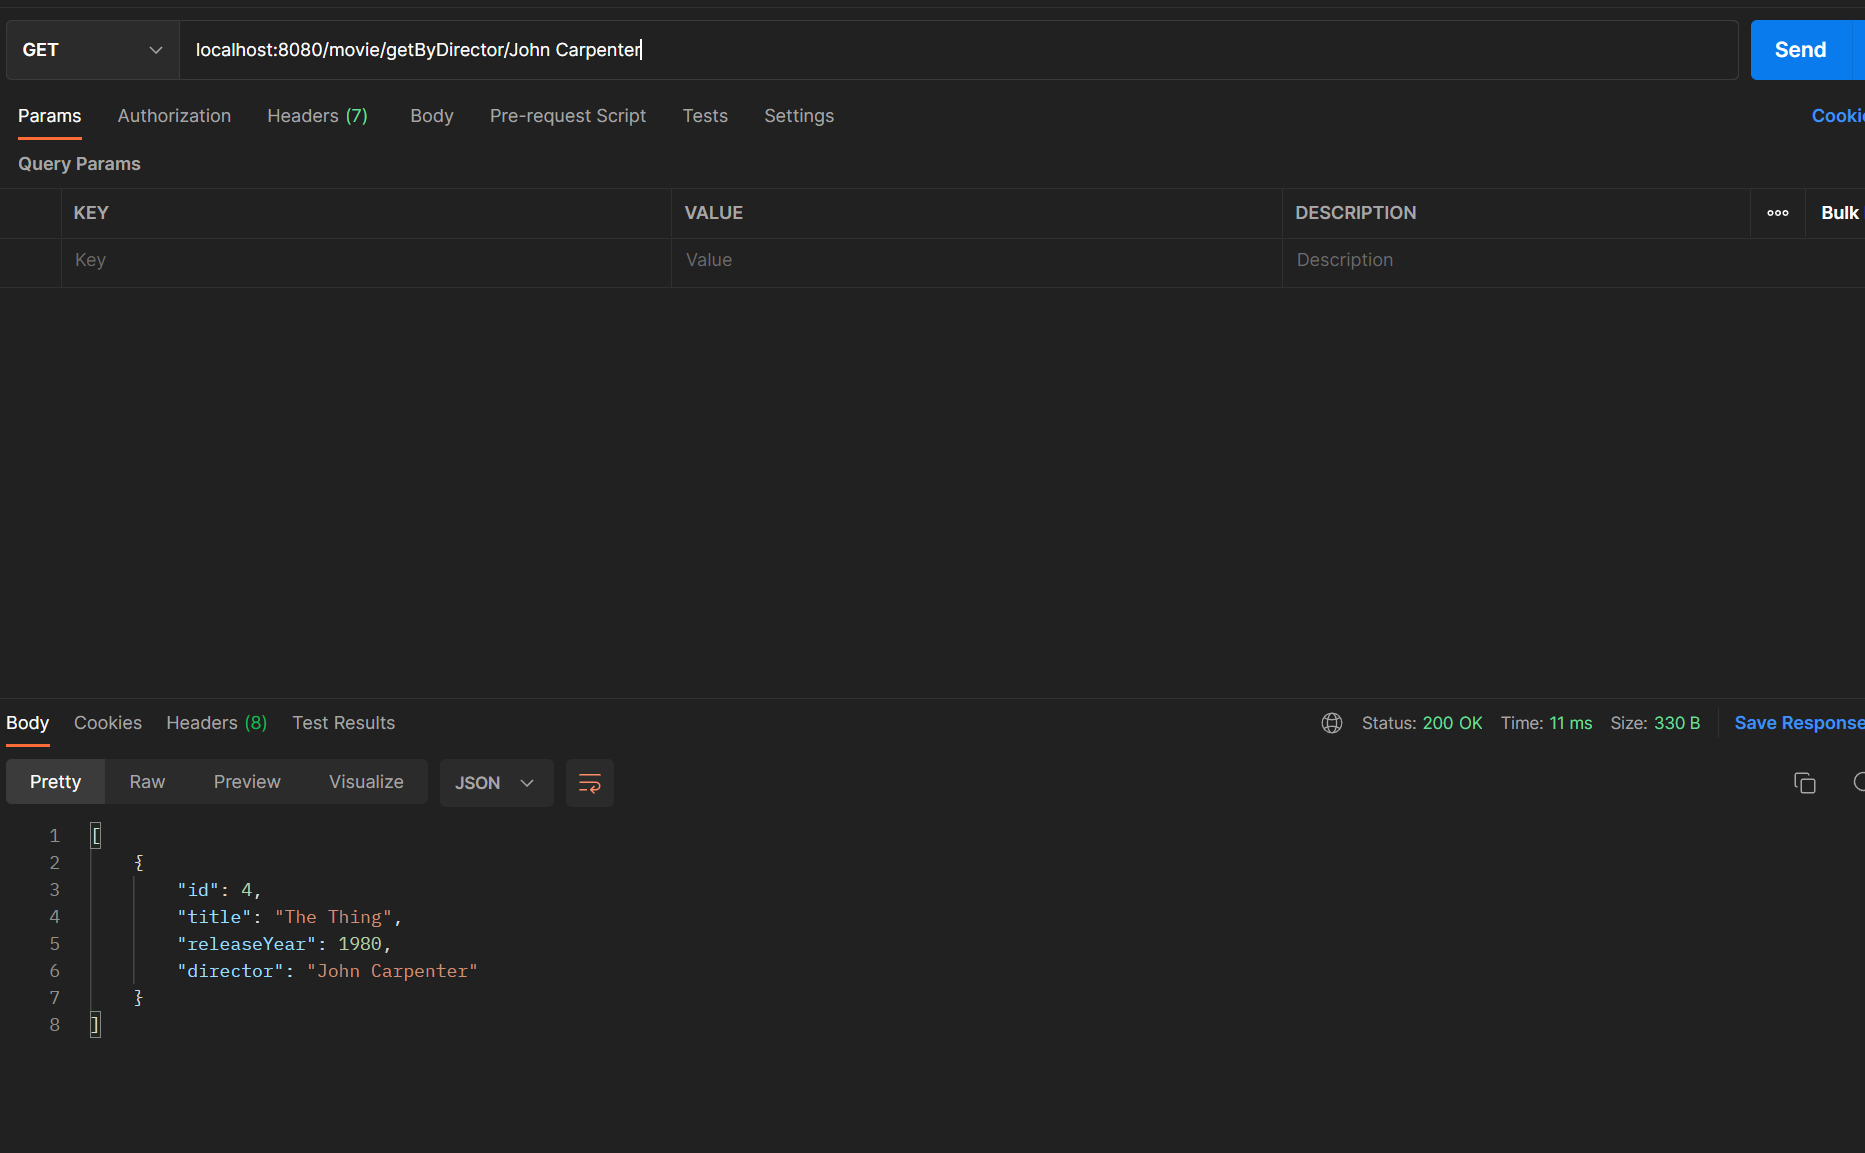 GET localhost:8080/movie/getByDirector/John Carpenter Send
Params Authorization Headers (7) Body Pre-request Script Tests Settings Cookie
Query Params
KEY VALUE DESCRIPTION Bulk
Key Value Description
Body Cookies Headers (8) Test Results Status: 200 OK Time: 11 ms Size: 330 B Save Response
Pretty Raw Preview Visualize JSON
1 [
2 {
3 "id": 4,
4 "title": "The Thing",
5 "releaseYear": 1980,
6 "director": "John Carpenter"
7 }
8 ]